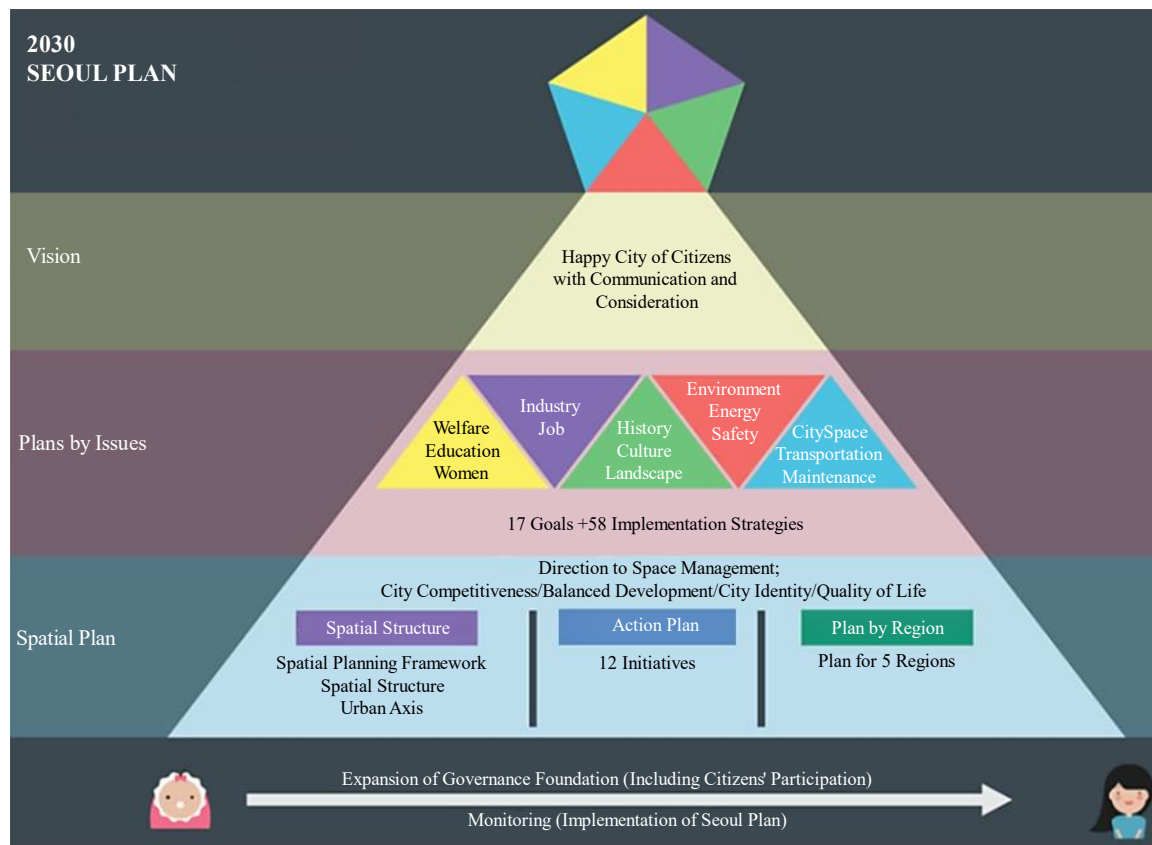 2030
SEOUL PLAN
Vision
Happy City of Citizens
with Communication and
Consideration
Plans by Issues
Welfare
Education
Women
Industry
Job
History
Culture
Landscape
Environment
Energy
Safety
CitySpace
Transportation
Maintenance
17 Goals +58 Implementation Strategies
Spatial Plan
Direction to Space Management;
City Competitiveness/Balanced Development/City Identity/Quality of Life
Spatial Structure
Spatial Planning Framework
Spatial Structure
Urban Axis
Action Plan
12 Initiatives
Plan by Region
Plan for 5 Regions
Expansion of Governance Foundation (Including Citizens' Participation)
Monitoring (Implementation of Seoul Plan)